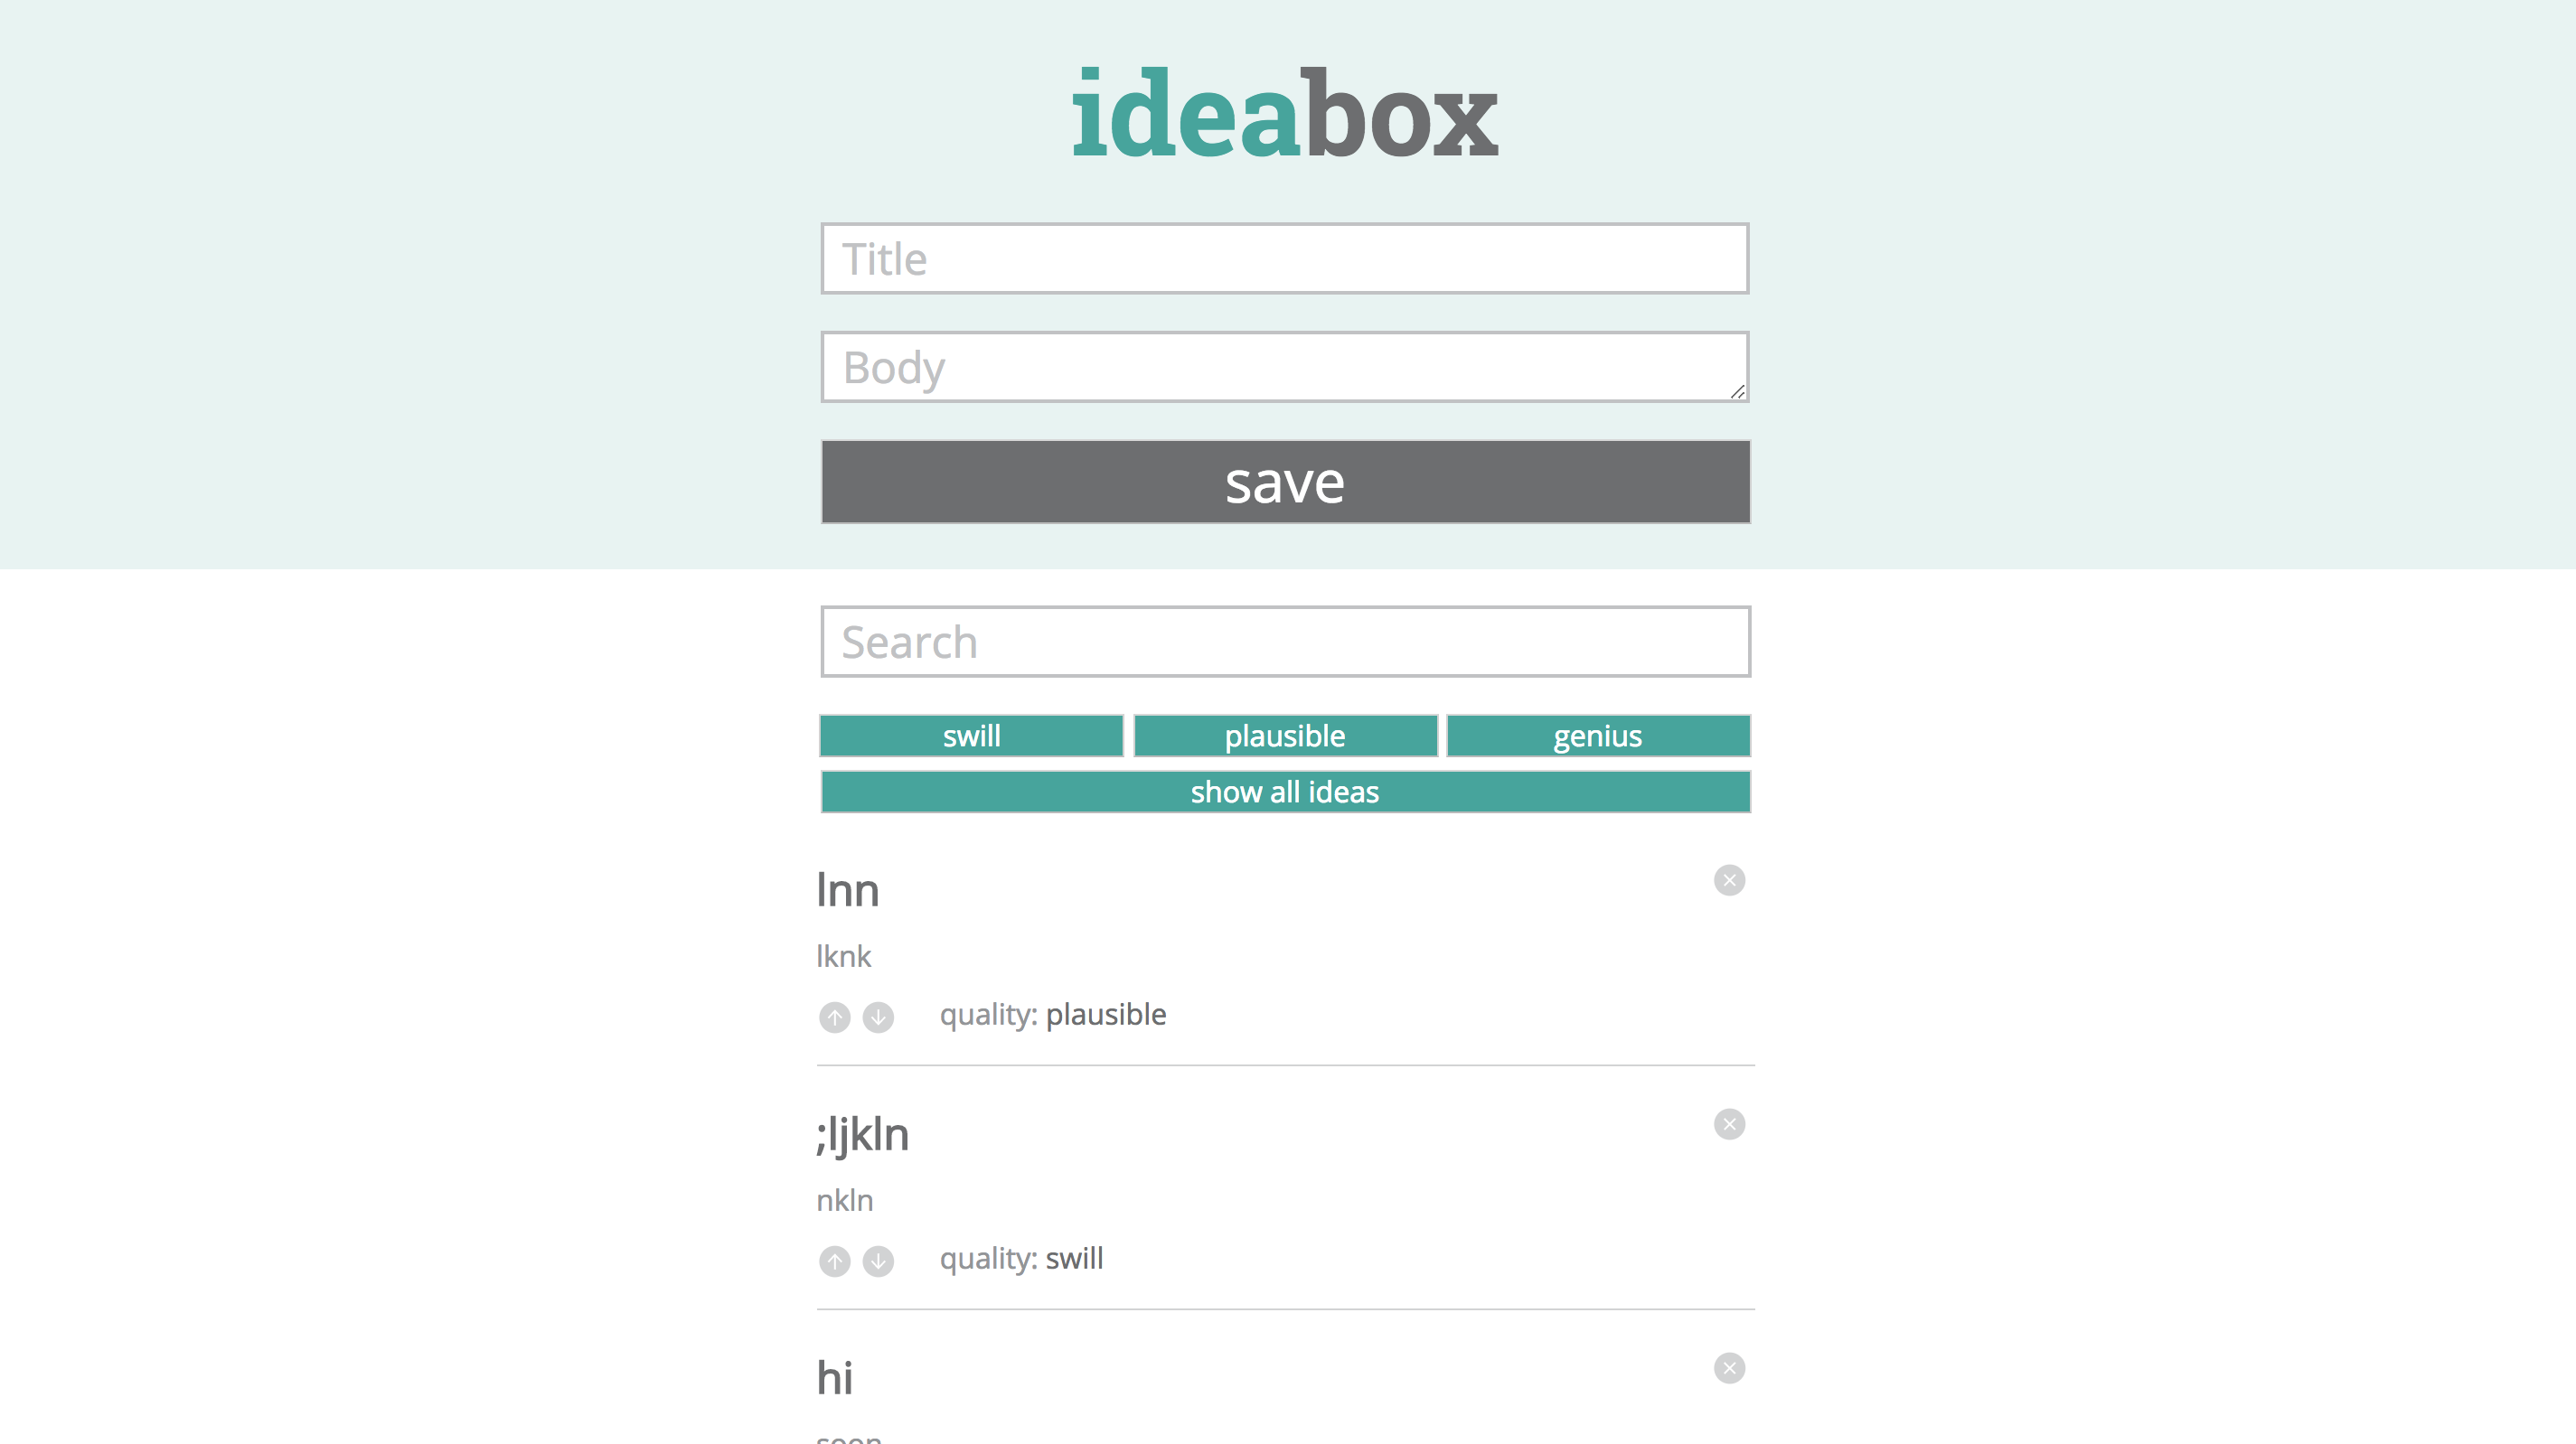 ideabox
Title
Body
save
Search
swill plausible genius
show all ideas
lnn
lknk
quality: plausible
;ljkln
nkln
quality: swill
hi
soon